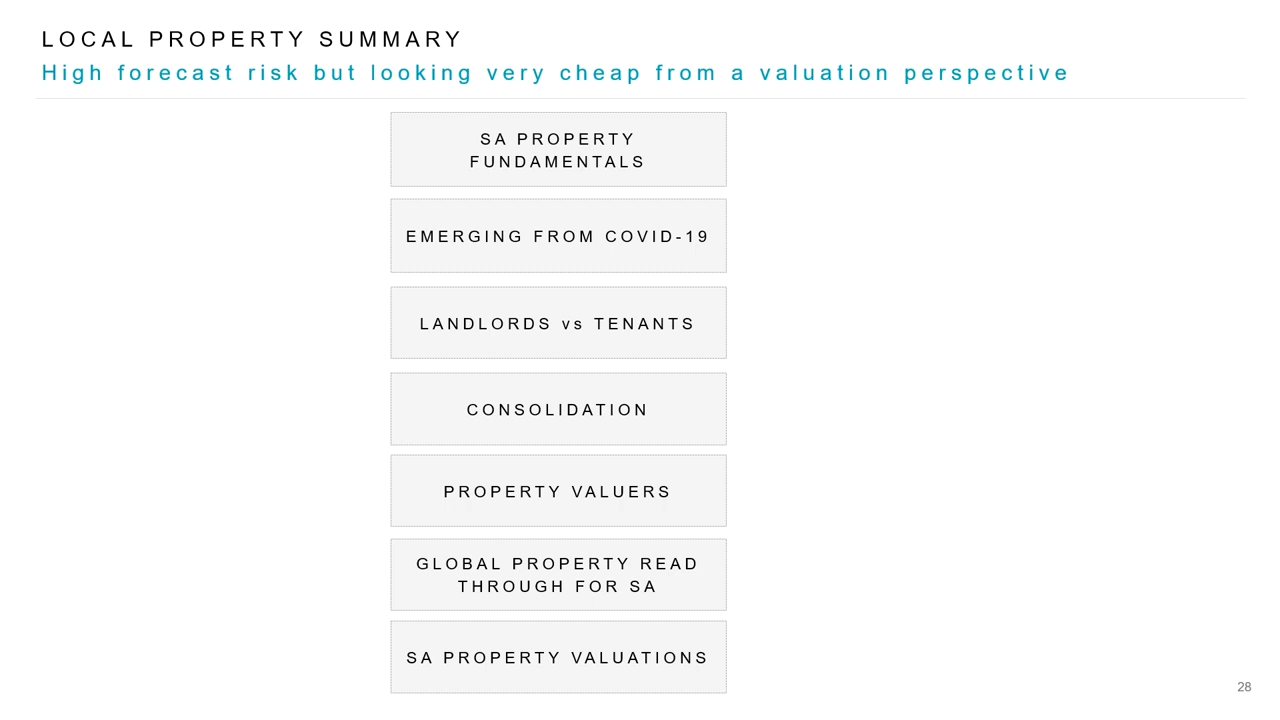 LOCAL PROPERTY SUMMARY
High forecast risk but looking very cheap from a valuation perspective
SA PROPERTY
FUNDAMENTALS
EMERGING FROM COVID-19
LANDLORDS vs TENANTS
CONSOLIDATION
PROPERTY VALUERS
GLOBAL PROPERTY READ
THROUGH FOR SA
SA PROPERTY VALUATIONS
28